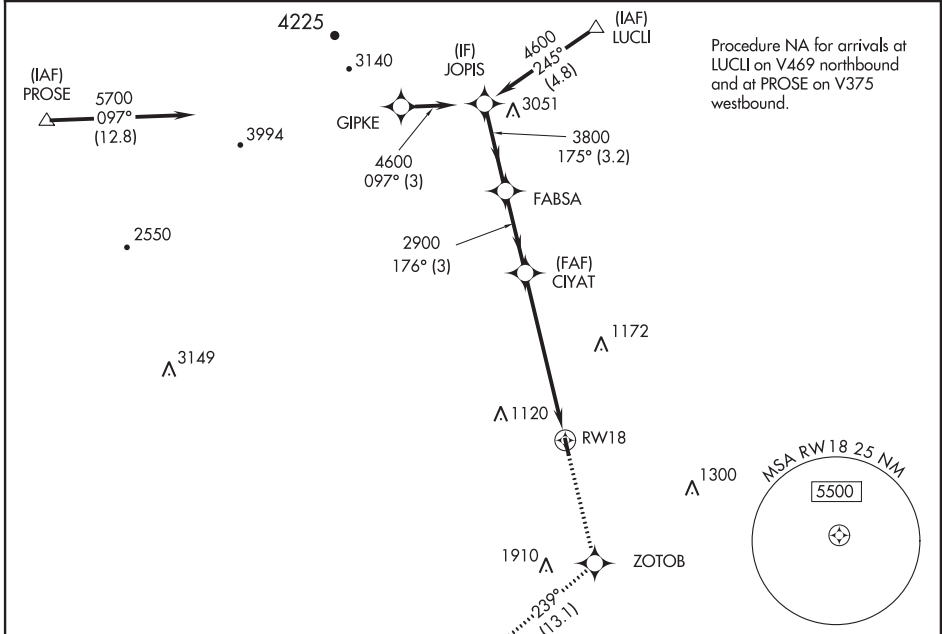 4225
3140
(IAF)
PROSE
5700
097°
(12.8)
3994
2550
GIPKE
4600
097° (3)
(IF)
JOPIS
4600
245°
(4.8)
(IAF)
LUCLI
3051
3800
175° (3.2)
FABSA
2900
176° (3)
(FAF)
CIYAT
Procedure NA for arrivals at
LUCLI on V469 northbound
and at PROSE on V375
westbound.
3149
1172
1120
RW18
1300
1910
ZOTOB
239°
(13.1)
MSA RW18 25 NM
5500